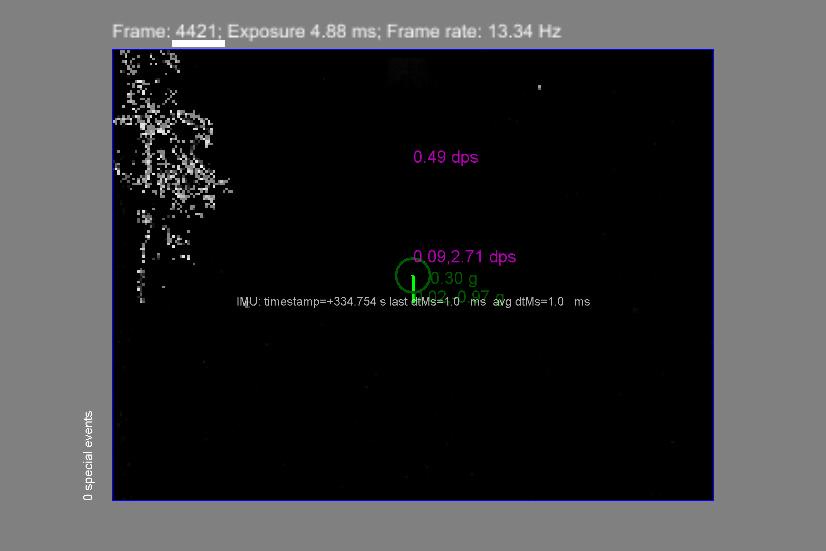 Frame: 4421; Exposure 4.88 ms; Frame rate: 13.34 Hz
0.49 dps
0.09,2.71 dps
0.30 g
0.97 g
IMU: timestamp=+334.754 s last dtMs=1.0 ms avg dtMs=1.0 ms
0 special events